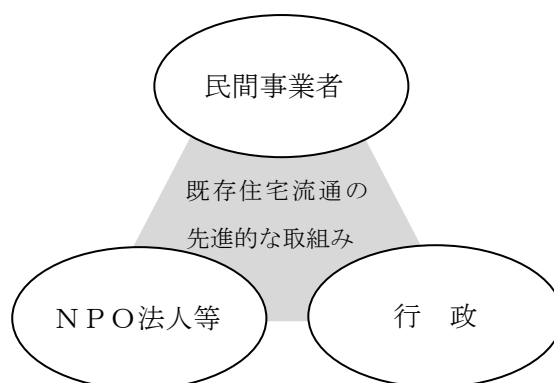 民間事業者
既存住宅流通の
先進的な取組み
ＮＰＯ法人等
行　政